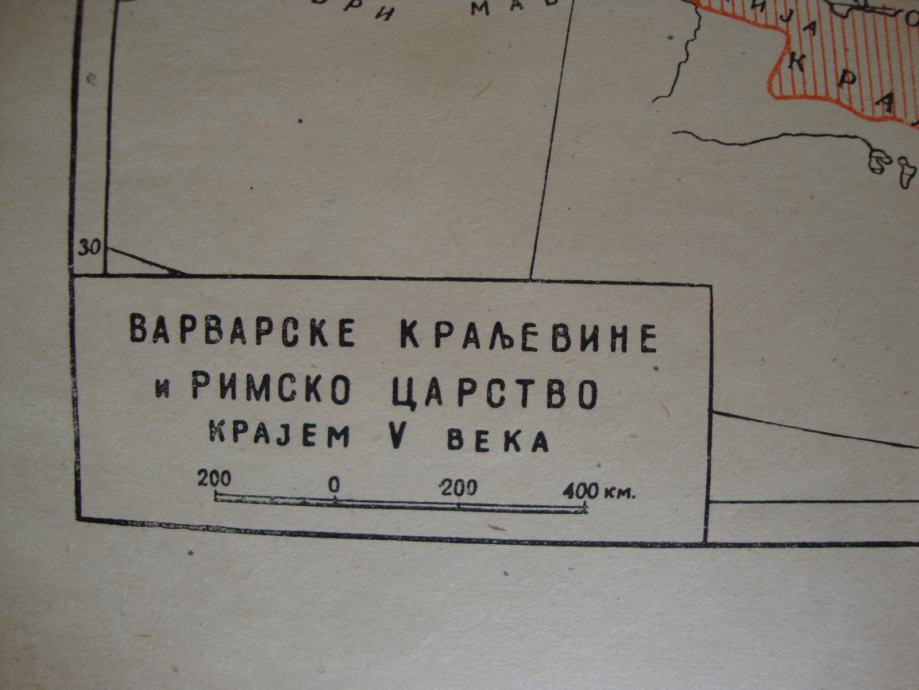 30
ВАРВАРСКЕ КРАЉЕВИНЕ
и РИМСКО ЦАРСТВО
КРАЈЕМ V ВЕКА
200 0 200 400 км.